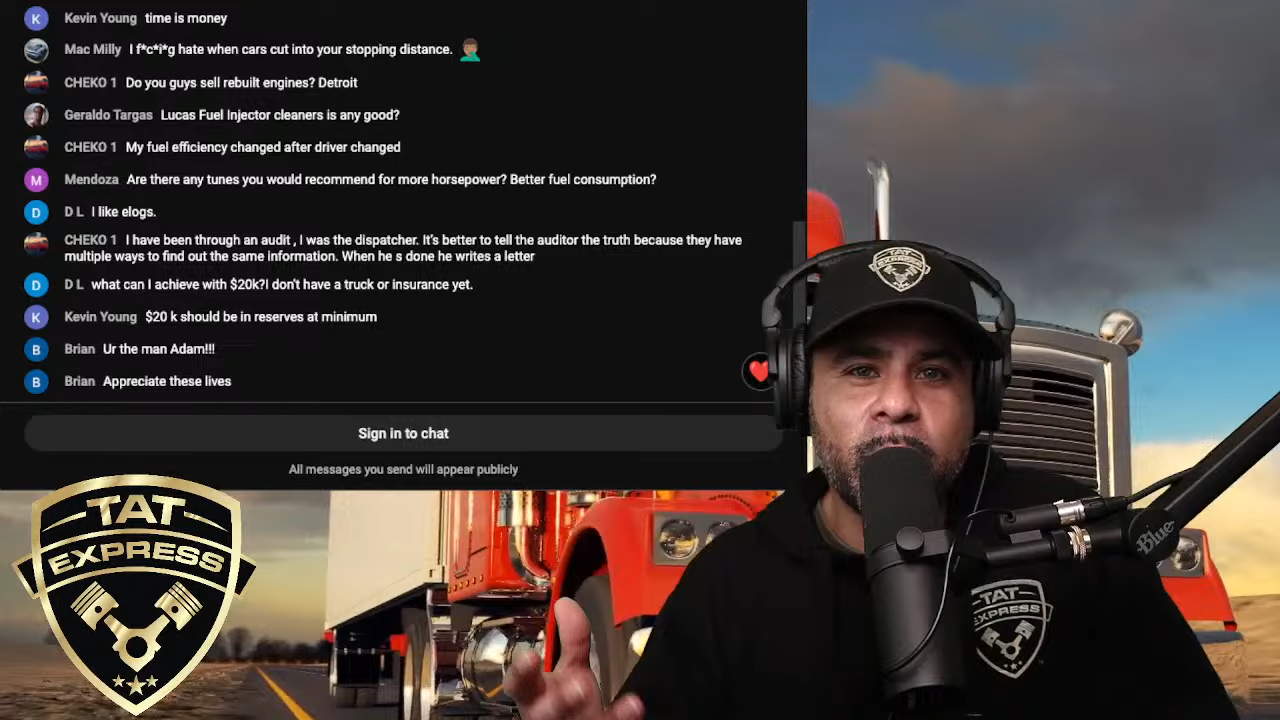 K Kevin Young time is money
Mac Milly I f*c*i*g hate when cars cut into your stopping distance.
CHEKO 1 Do you guys sell rebuilt engines? Detroit
Geraldo Targas Lucas Fuel Injector cleaners is any good?
CHEKO 1 My fuel efficiency changed after driver changed
M Mendoza Are there any tunes you would recommend for more horsepower? Better fuel consumption?
D D L I like elogs.
CHEKO 1 I have been through an audit , I was the dispatcher. It's better to tell the auditor the truth because they have
multiple ways to find out the same information. When he s done he writes a letter
D D L what can I achieve with $20k?I don't have a truck or insurance yet.
K Kevin Young $20 k should be in reserves at minimum
B Brian Ur the man Adam!!!
B Brian Appreciate these lives
Sign in to chat
All messages you send will appear publicly
TAT
EXPRESS
TAT
EXPRESS
Blue
TAT
EXPRESS